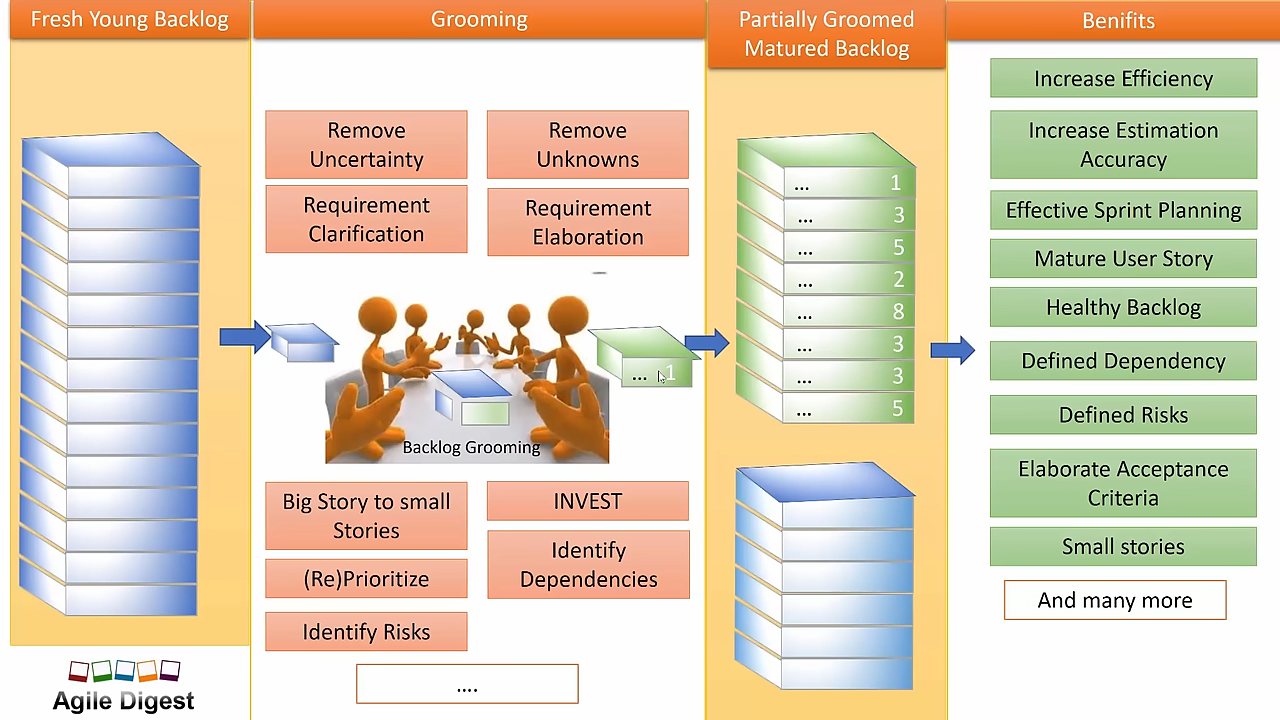 Fresh Young Backlog
Grooming
Partially Groomed
Matured Backlog
Benifits
Remove
Uncertainty
Remove
Unknowns
Requirement
Clarification
Requirement
Elaboration
... 1
Backlog Grooming
Big Story to small
Stories
INVEST
(Re)Prioritize
Identify
Dependencies
Identify Risks
....
... 1
... 3
... 5
... 2
... 8
... 3
... 3
... 5
Increase Efficiency
Increase Estimation
Accuracy
Effective Sprint Planning
Mature User Story
Healthy Backlog
Defined Dependency
Defined Risks
Elaborate Acceptance
Criteria
Small stories
And many more
Agile Digest